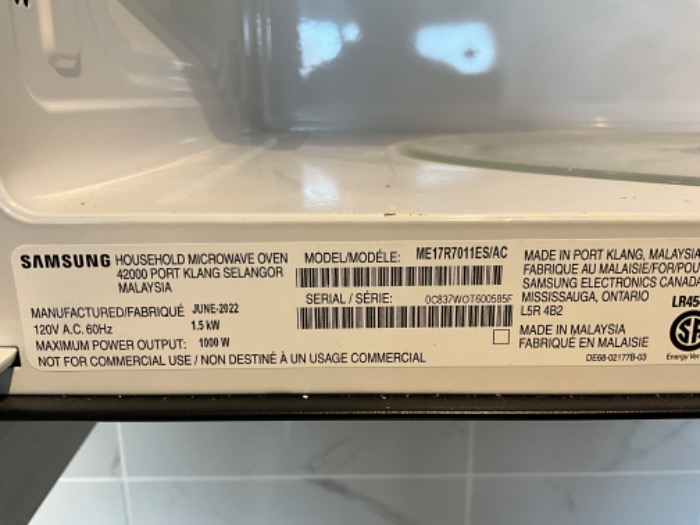 SAMSUNG HOUSEHOLD MICROWAVE OVEN
42000 PORT KLANG SELANGOR
MALAYSIA
MANUFACTURED/FABRIQUÉ JUNE-2022
120V A.C. 60Hz 1.5 kW
MAXIMUM POWER OUTPUT: 1000 W
NOT FOR COMMERCIAL USE / NON DESTINÉ À UN USAGE COMMERCIAL
MODEL/MODÉLE: ME17R7011ES/AC
SERIAL / SÉRIE: 0C837WOT600585F
MADE IN PORT KLANG, MALAYSIA
FABRIQUE AU MALAISIE/FOR/POU
SAMSUNG ELECTRONICS CANADA
MISSISSAUGA, ONTARIO
L5R 4B2
MADE IN MALAYSIA
FABRIQUÉ EN MALAISIE
DE68-02177B-03
LR45
Energy Ver